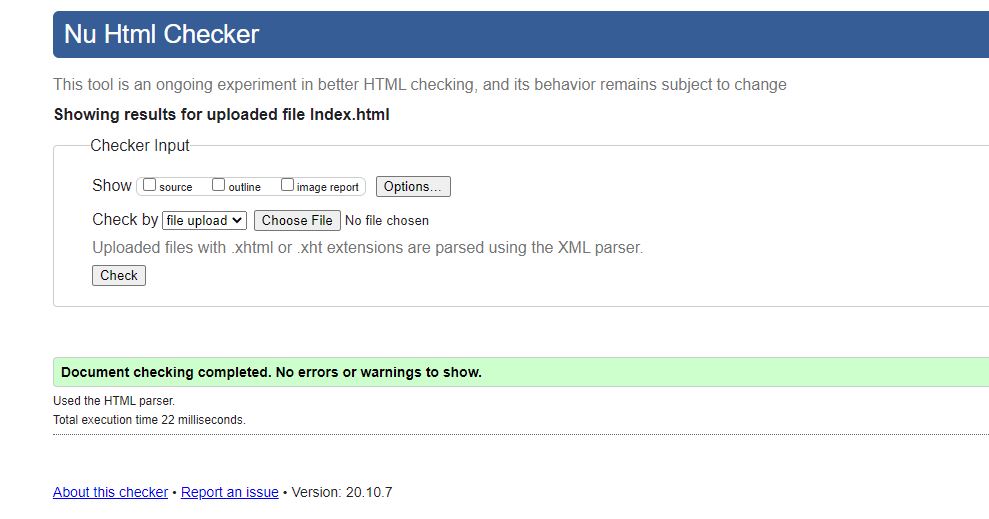 Nu Html Checker
This tool is an ongoing experiment in better HTML checking, and its behavior remains subject to change
Showing results for uploaded file Index.html
Checker Input
Show source outline image report Options...
Check by file upload Choose File No file chosen
Uploaded files with .xhtml or .xht extensions are parsed using the XML parser.
Check
Document checking completed. No errors or warnings to show.
Used the HTML parser.
Total execution time 22 milliseconds.
About this checker • Report an issue • Version: 20.10.7